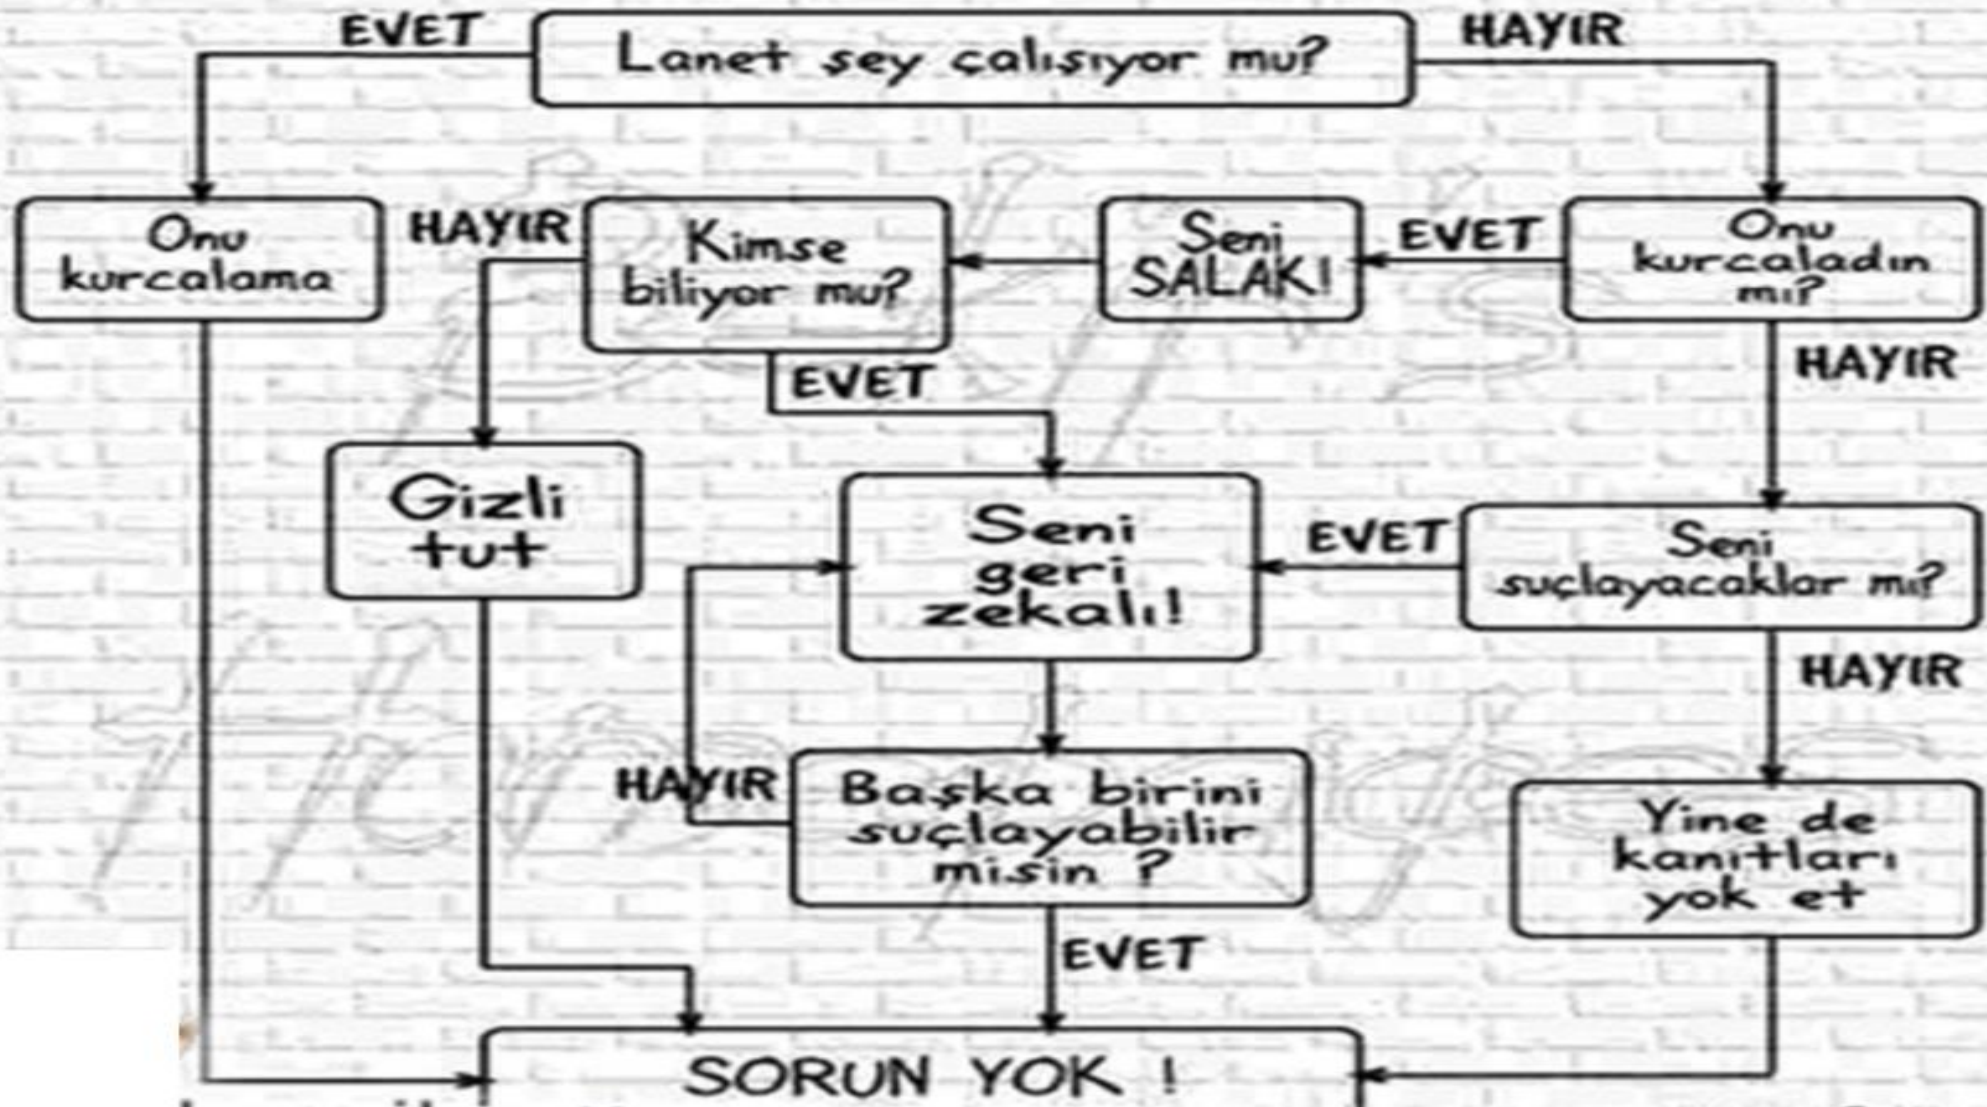 EVET
Lanet şey çalışıyor mu?
HAYIR
Onu
kurcalama
HAYIR
Kimse
biliyor mu?
Seni
SALAK!
EVET
Onu
kurcaladın
mı?
EVET
HAYIR
Gizli
tut
Seni
geri
zekalı!
EVET
Seni
suçlayacaklar mı?
HAYIR
HAYIR
Başka birini
suçlayabilir
misin ?
Yine de
kanıtları
yok et
EVET
SORUN YOK !